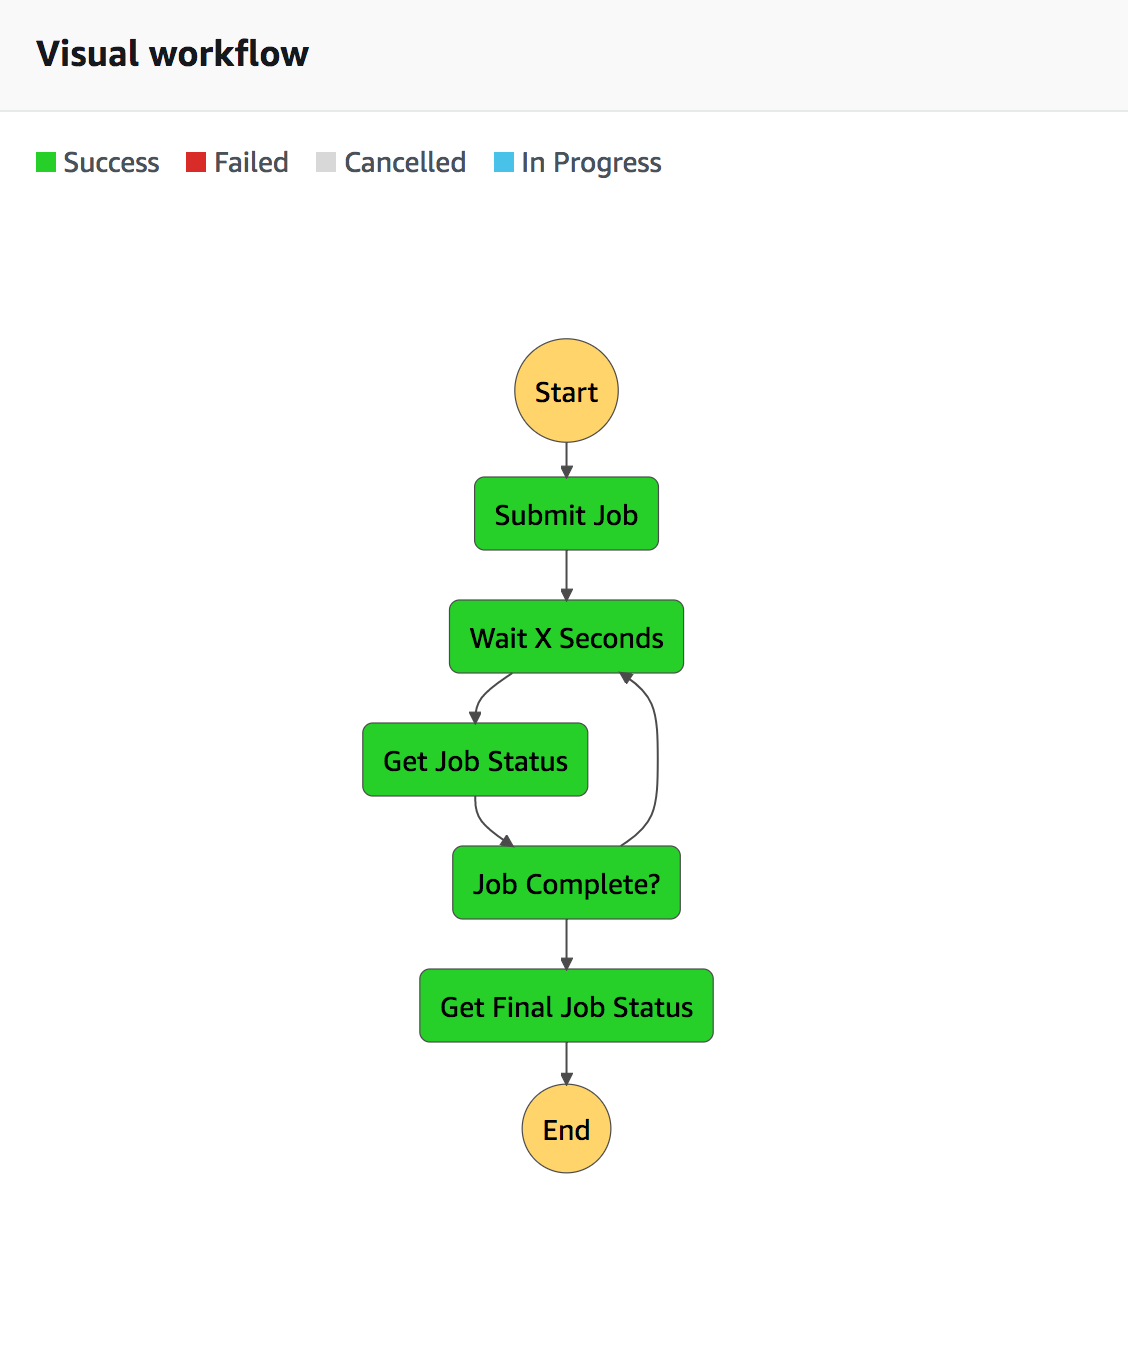 Visual workflow
Success Failed Cancelled In Progress
Start
Submit Job
Wait X Seconds
Get Job Status
Job Complete?
Get Final Job Status
End